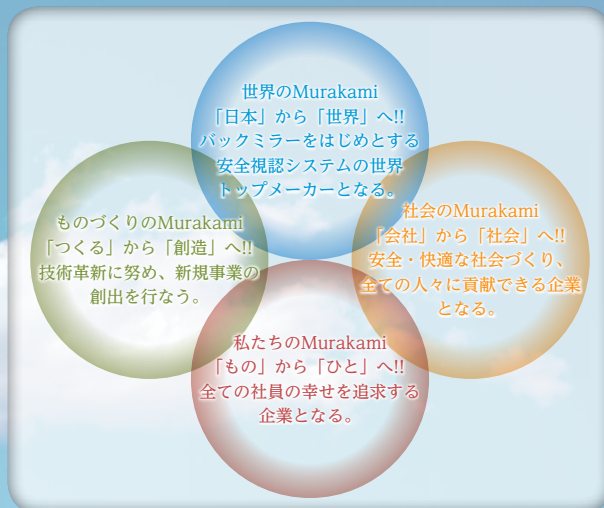 世界のMurakami
「日本」から「世界」へ!!
バックミラーをはじめとする
安全視認システムの世界
トップメーカーとなる。
ものづくりのMurakami
「つくる」から「創造」へ!!
技術革新に努め、新規事業の
創出を行なう。
社会のMurakami
「会社」から「社会」へ!!
安全・快適な社会づくり、
全ての人々に貢献できる企業
となる。
私たちのMurakami
「もの」から「ひと」へ!!
全ての社員の幸せを追求する
企業となる。